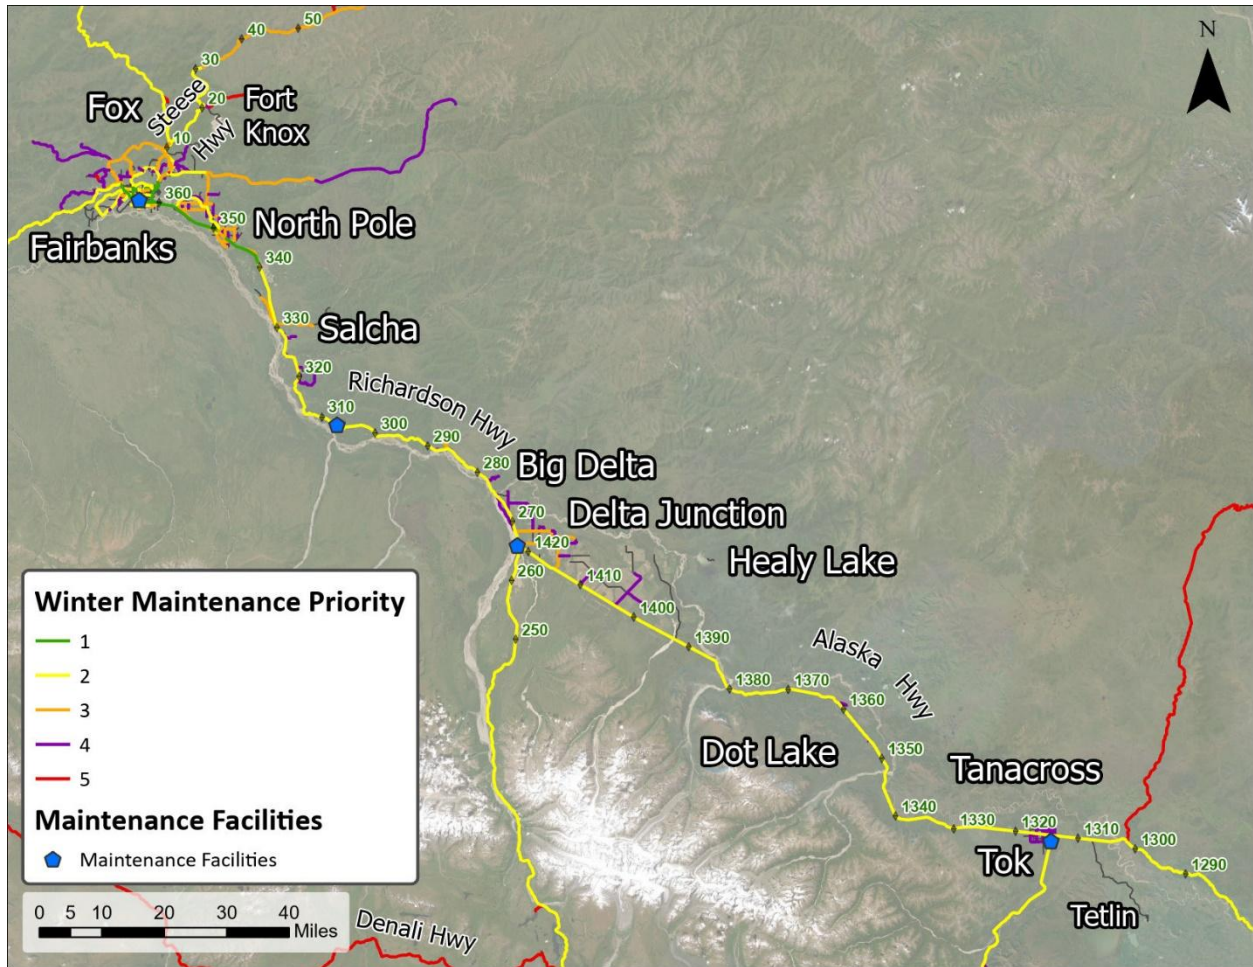 50
40
N
30
Fox
Steese
Hwy
20
Fort
Knox
10
360
350
North Pole
Fairbanks
340
330
Salcha
320
Richardson Hwy
310
300
290
280
Big Delta
270
Delta Junction
1420
Healy Lake
260
1410
1400
250
1390
Alaska
Hwy
1380
1370
1360
Dot Lake
1350
Tanacross
1340
1330
1320
1310
1300
Tok
1290
Tetlin
Winter Maintenance Priority
1
2
3
4
5
Maintenance Facilities
Maintenance Facilities
0 5 10 20 30 40
Miles
Denali Hwy